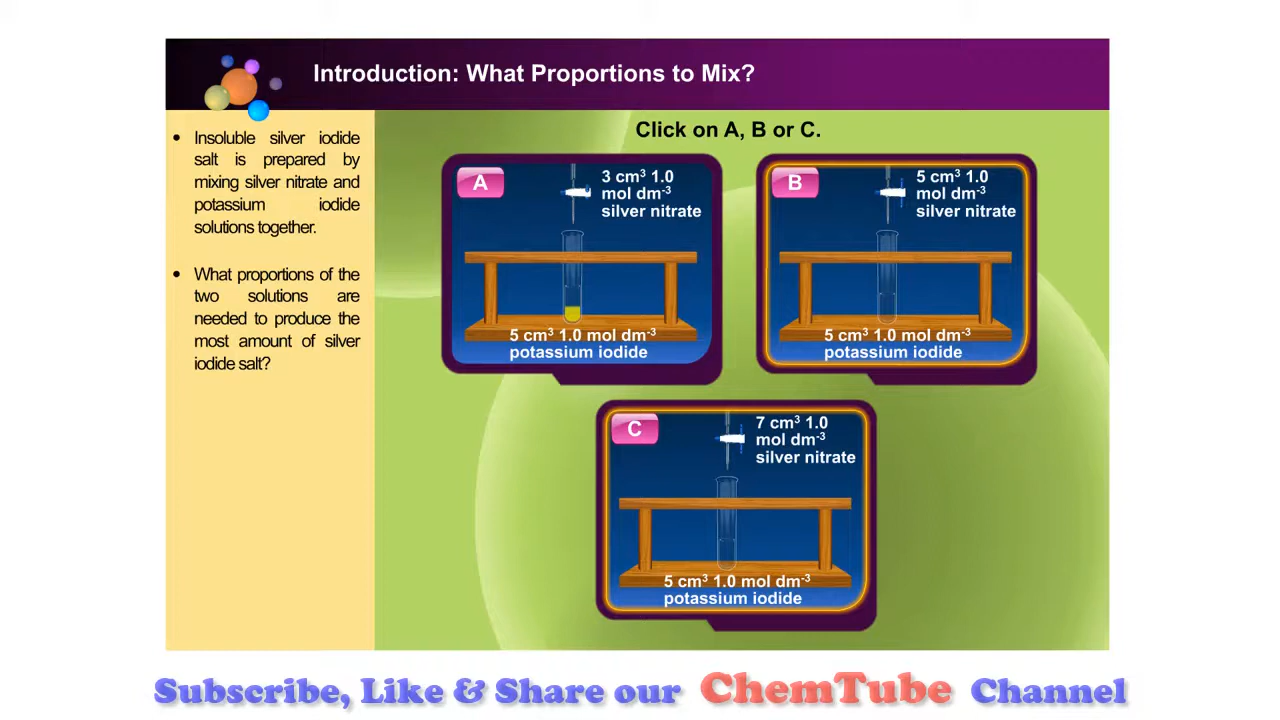 Introduction: What Proportions to Mix?
• Insoluble silver iodide
salt is prepared by
mixing silver nitrate and
potassium iodide
solutions together.
• What proportions of the
two solutions are
needed to produce the
most amount of silver
iodide salt?
Click on A, B or C.
A
3 cm³ 1.0
mol dm⁻³
silver nitrate
5 cm³ 1.0 mol dm⁻³
potassium iodide
B
5 cm³ 1.0
mol dm⁻³
silver nitrate
5 cm³ 1.0 mol dm⁻³
potassium iodide
C
7 cm³ 1.0
mol dm⁻³
silver nitrate
5 cm³ 1.0 mol dm⁻³
potassium iodide
Subscribe, Like & Share our ChemTube Channel